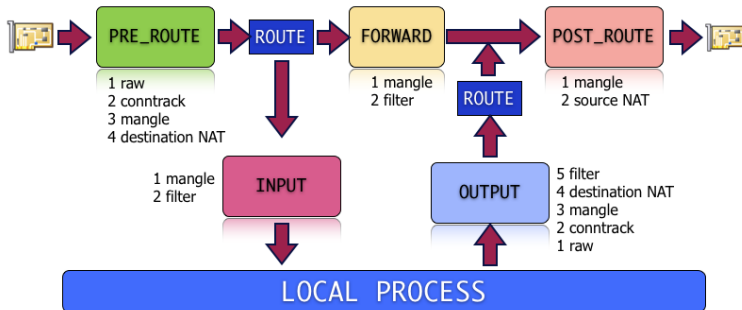 PRE_ROUTE
ROUTE
FORWARD
POST_ROUTE
1 raw
2 conntrack
3 mangle
4 destination NAT
1 mangle
2 filter
ROUTE
1 mangle
2 source NAT
1 mangle
2 filter
INPUT
OUTPUT
5 filter
4 destination NAT
3 mangle
2 conntrack
1 raw
LOCAL PROCESS